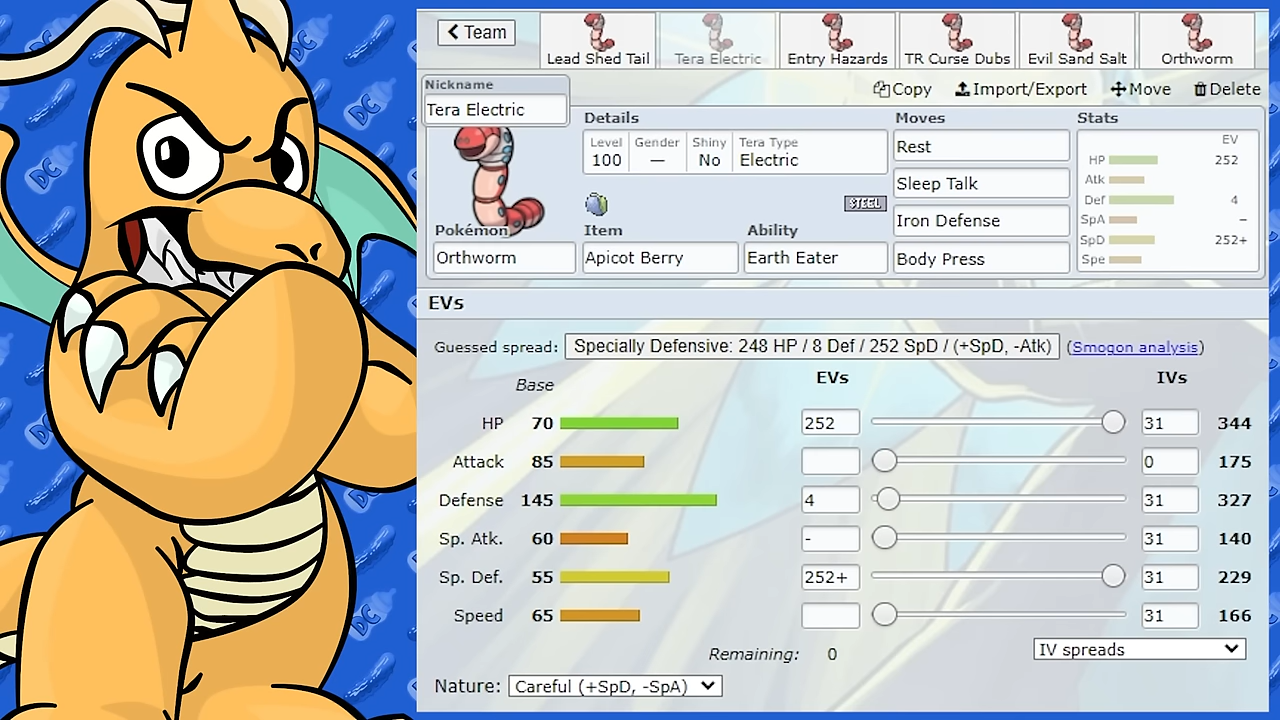 Team
Lead Shed Tail
Tera Electric
Entry Hazards
TR Curse Dubs
Evil Sand Salt
Orthworm
Nickname
Tera Electric
Copy Import/Export Move Delete
Details
Level Gender Shiny Tera Type
100 — No Electric
STEEL
Pokémon Item Ability
Orthworm Apicot Berry Earth Eater
Moves
Rest
Sleep Talk
Iron Defense
Body Press
Stats
EV
HP 252
Atk
Def 4
SpA –
SpD 252+
Spe
EVs
Guessed spread: Specially Defensive: 248 HP / 8 Def / 252 SpD / (+SpD, -Atk) (Smogon analysis)
Base EVs IVs
HP 70 252 31 344
Attack 85 0 175
Defense 145 4 31 327
Sp. Atk. 60 - 31 140
Sp. Def. 55 252+ 31 229
Speed 65 31 166
Remaining: 0
IV spreads
Nature: Careful (+SpD, -SpA)
DC
DC
DC
DC
DC